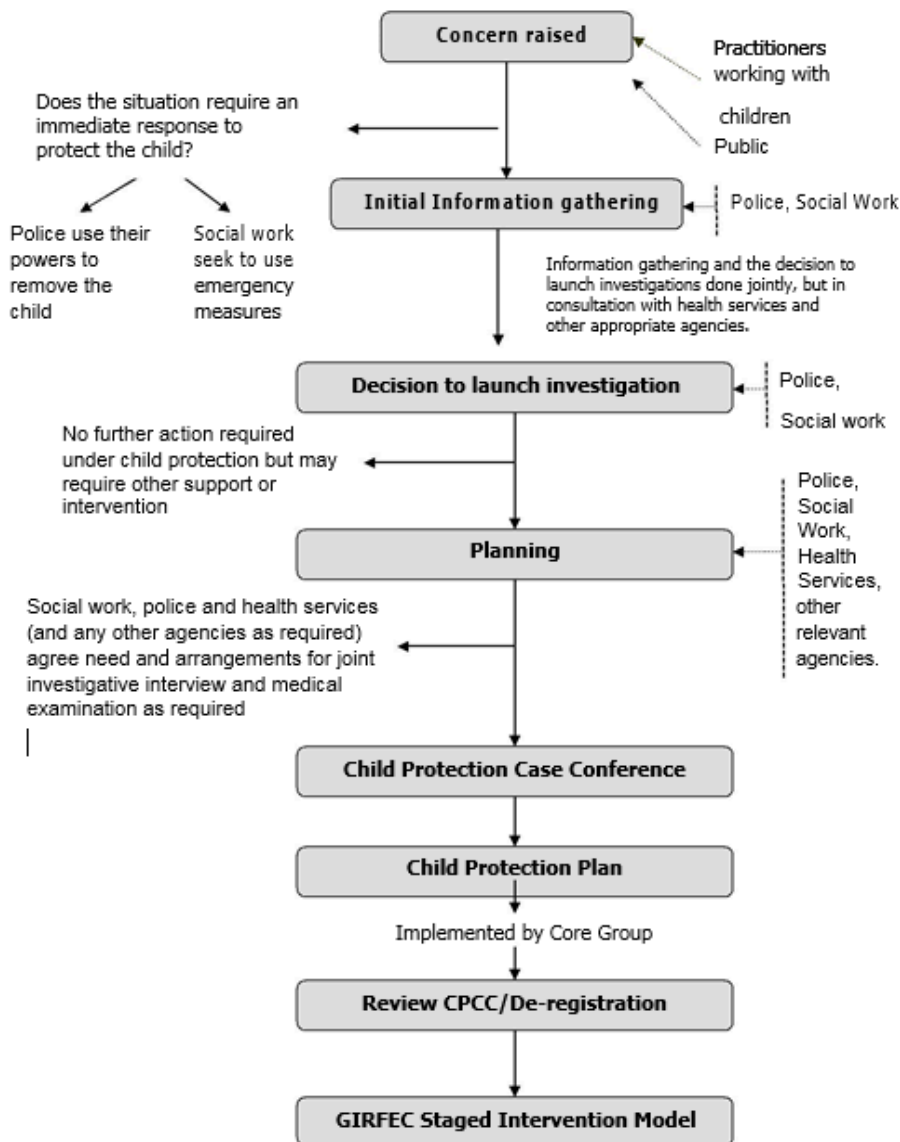 Concern raised
Practitioners
working with
children
Public
Does the situation require an
immediate response to
protect the child?
Initial Information gathering
Police, Social Work
Police use their
powers to
remove the
child
Social work
seek to use
emergency
measures
Information gathering and the decision to
launch investigations done jointly, but in
consultation with health services and
other appropriate agencies.
Decision to launch investigation
Police,
Social work
No further action required
under child protection but may
require other support or
intervention
Planning
Police,
Social
Work,
Health
Services,
other
relevant
agencies.
Social work, police and health services
(and any other agencies as required)
agree need and arrangements for joint
investigative interview and medical
examination as required
Child Protection Case Conference
Child Protection Plan
Implemented by Core Group
Review CPCC/De-registration
GIRFEC Staged Intervention Model